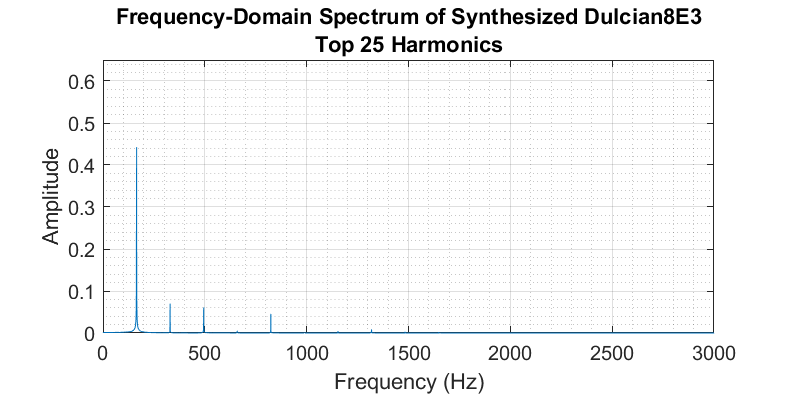 Frequency-Domain Spectrum of Synthesized Dulcian8E3
Top 25 Harmonics
Amplitude
0.6
0.5
0.4
0.3
0.2
0.1
0
0 500 1000 1500 2000 2500 3000
Frequency (Hz)